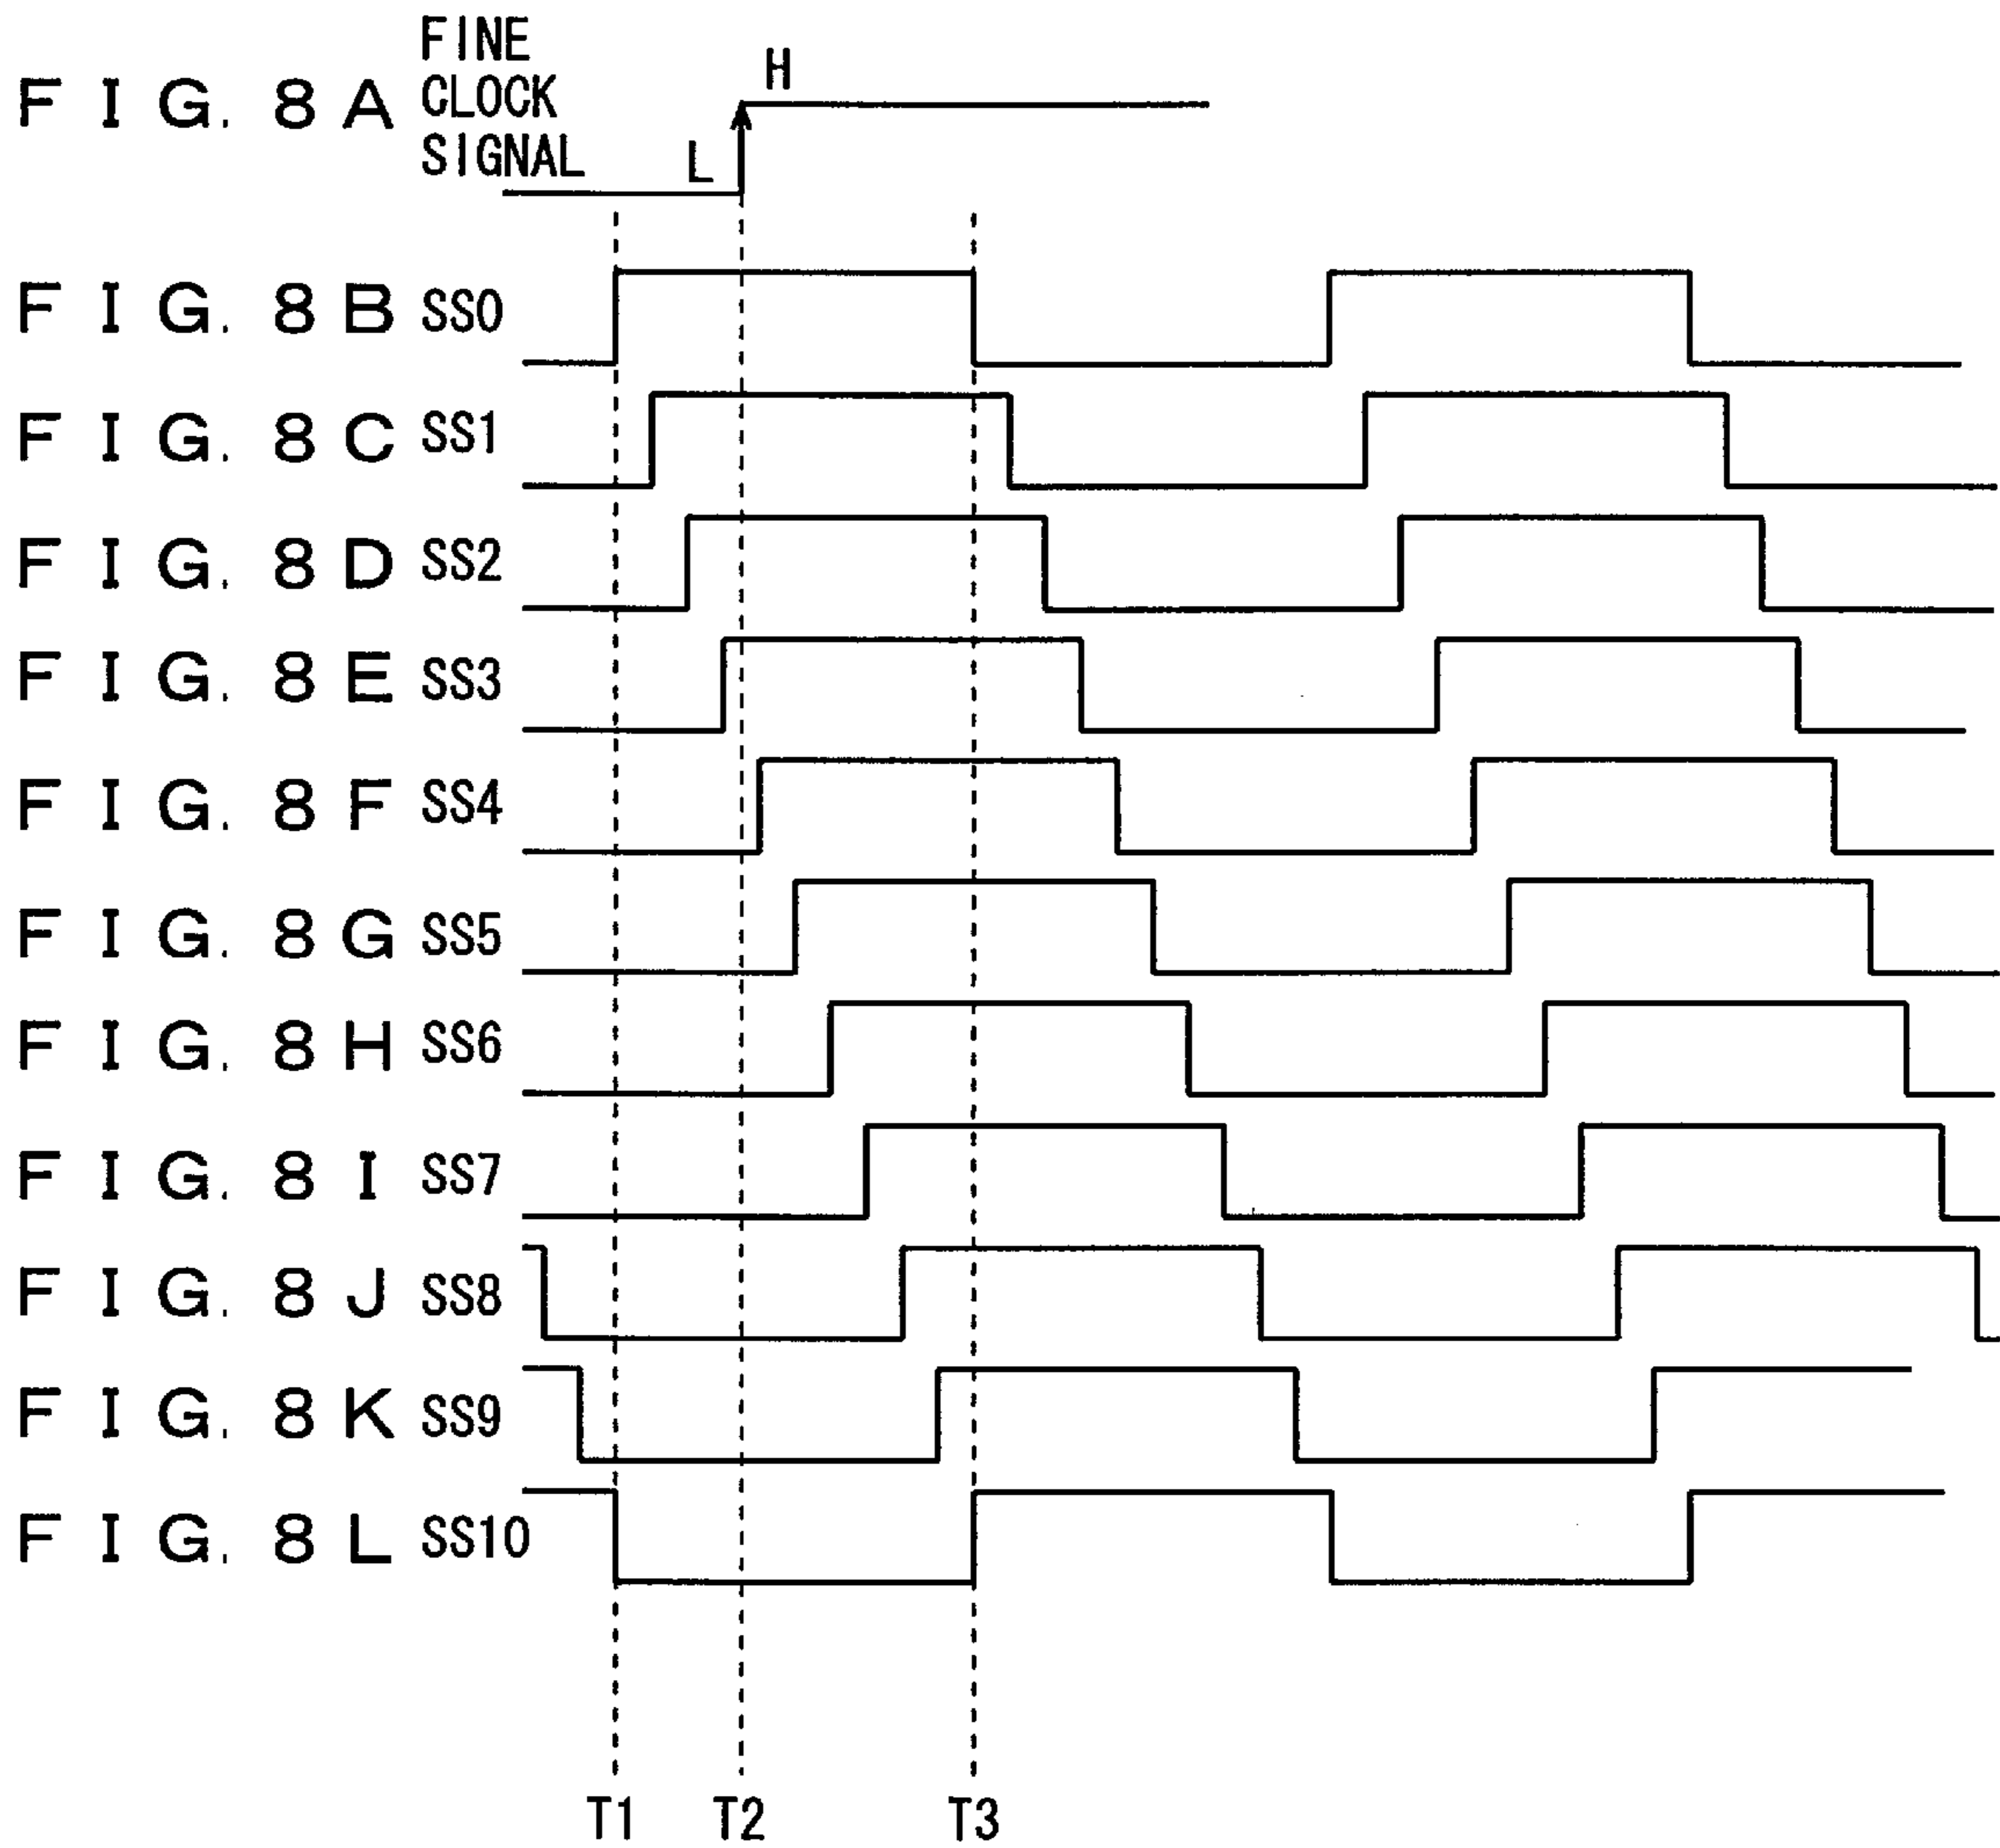 FIG. 8A FINE CLOCK SIGNAL
H
L
FIG. 8B SS0
FIG. 8C SS1
FIG. 8D SS2
FIG. 8E SS3
FIG. 8F SS4
FIG. 8G SS5
FIG. 8H SS6
FIG. 8I SS7
FIG. 8J SS8
FIG. 8K SS9
FIG. 8L SS10
T1 T2 T3